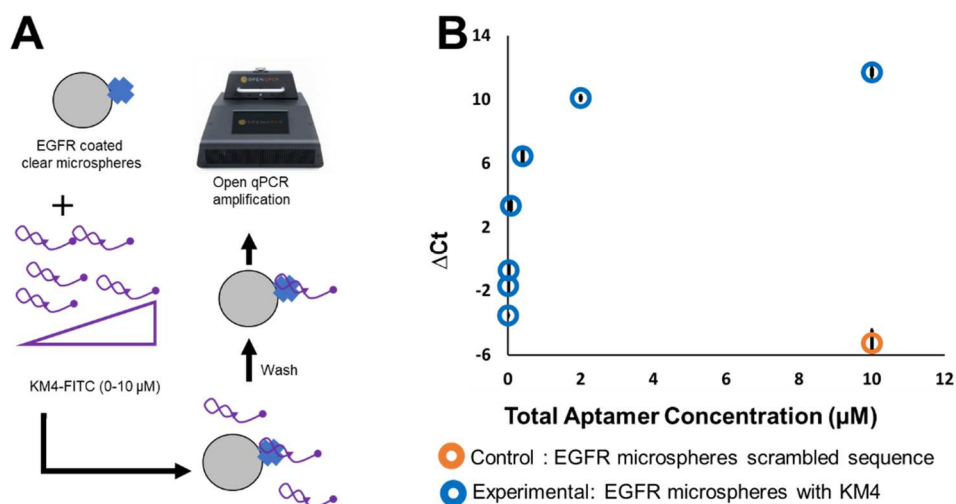 A
EGFR coated
clear microspheres
+
KM4-FITC (0-10 µM)
OPENQPCR
Open qPCR
amplification
Wash
B
ΔCt
14
10
6
2
-2
-6
0
2
4
6
8
10
12
Total Aptamer Concentration (µM)
Control : EGFR microspheres scrambled sequence
Experimental: EGFR microspheres with KM4